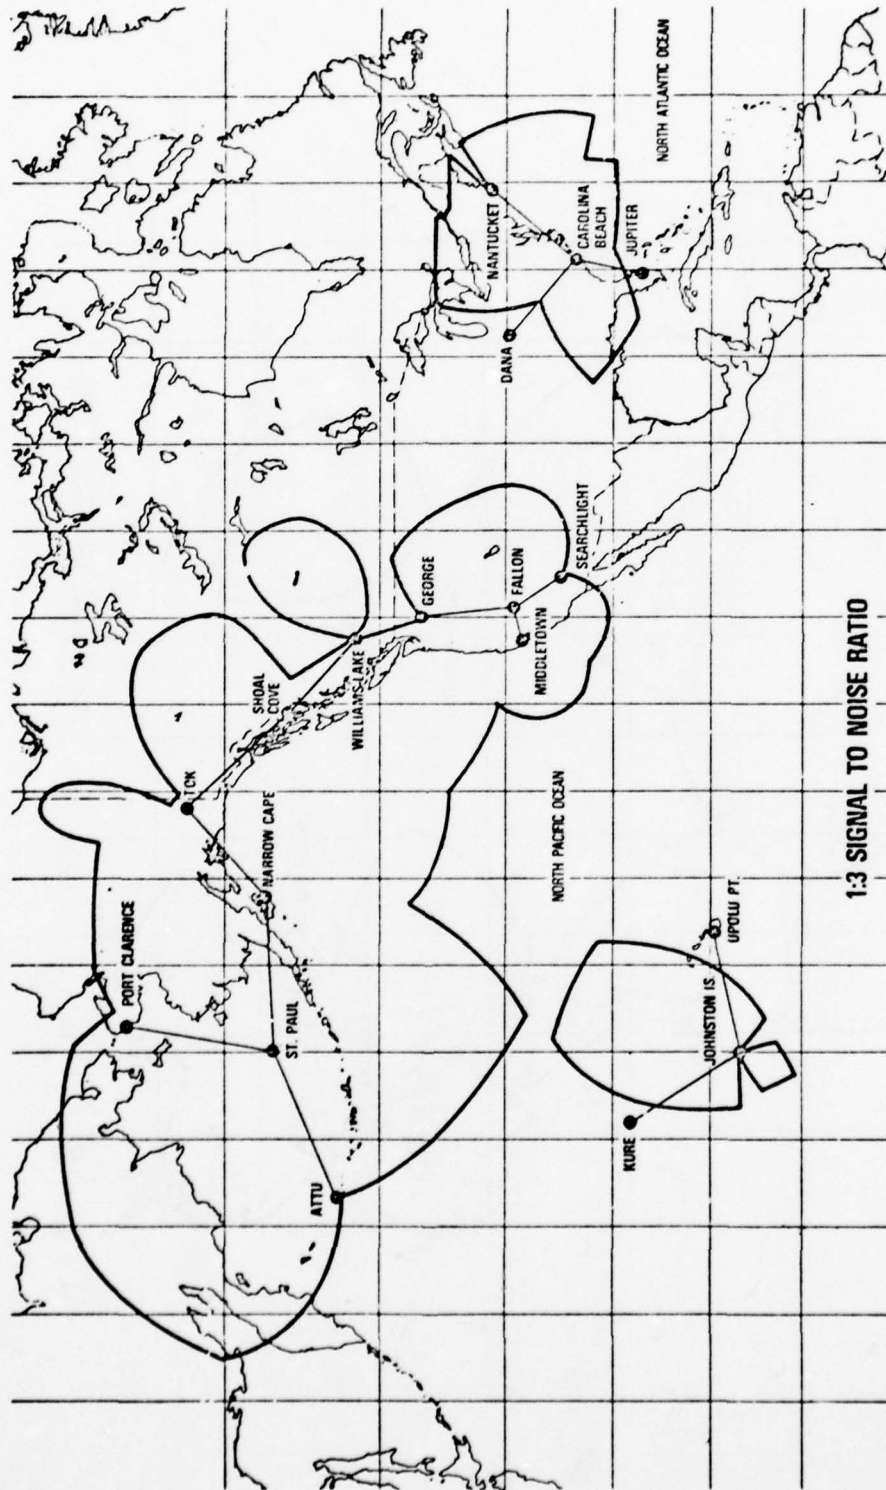 PORT CLARENCE
TCK
SHOAL
COVE
NARROW CAPE
ST. PAUL
ATTU
WILLIAMS LAKE
GEORGE
FALLON
MIDDLETOWN
SEARCHLIGHT
DANA
NANTUCKET
CAROLINA
BEACH
JUPITER
NORTH ATLANTIC OCEAN
NORTH PACIFIC OCEAN
KURE
JOHNSTON IS.
UPOLU PT.
1:3 SIGNAL TO NOISE RATIO